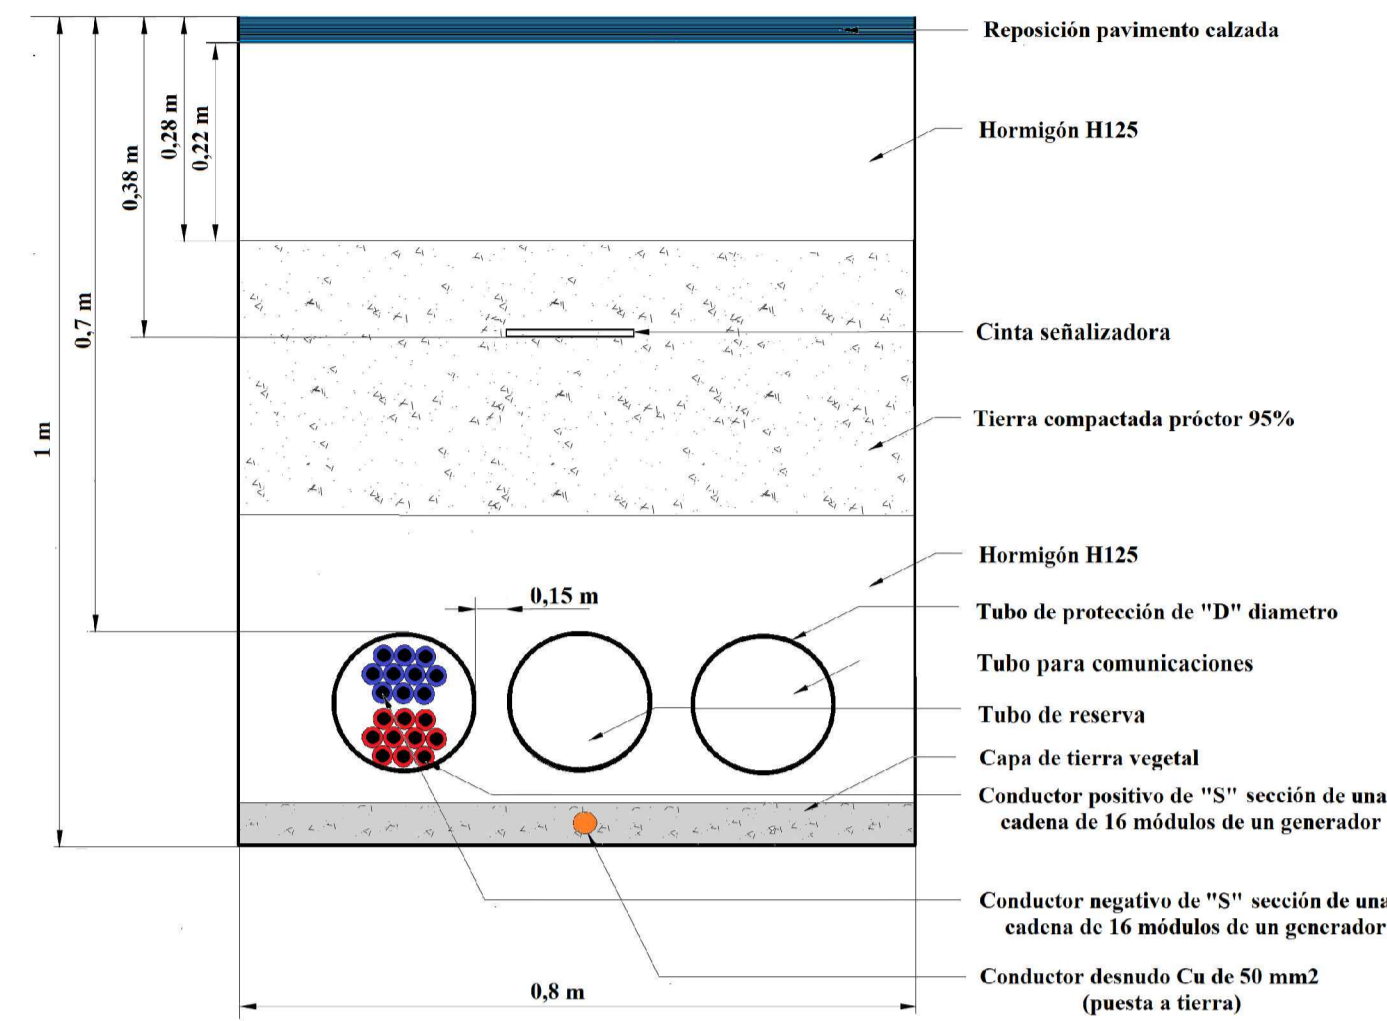 Reposición pavimento calzada
Hormigón H125
0,28 m
0,22 m
0,38 m
0,7 m
1 m
Cinta señalizadora
Tierra compactada próctor 95%
Hormigón H125
0,15 m
Tubo de protección de "D" diametro
Tubo para comunicaciones
Tubo de reserva
Capa de tierra vegetal
Conductor positivo de "S" sección de una
cadena de 16 módulos de un generador
Conductor negativo de "S" sección de una
cadena de 16 módulos de un generador
Conductor desnudo Cu de 50 mm2
(puesta a tierra)
0,8 m